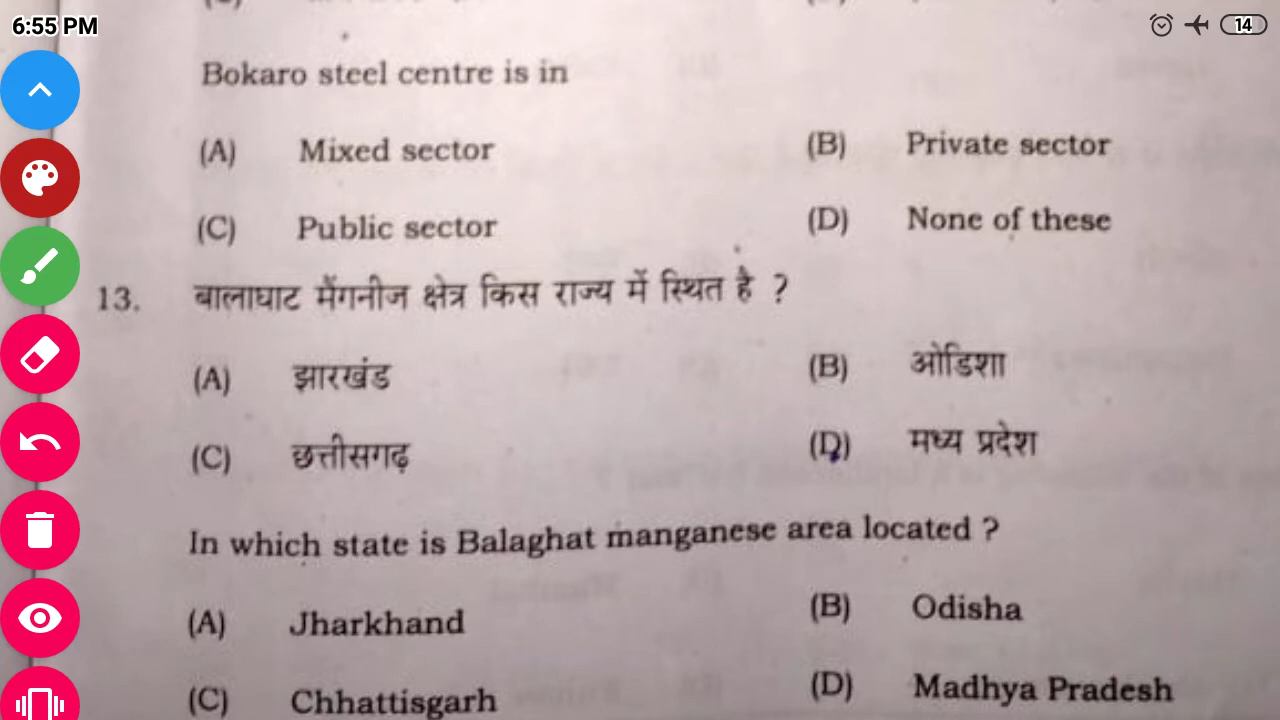 6:55 PM
14
Bokaro steel centre is in
(A) Mixed sector (B) Private sector
(C) Public sector (D) None of these
13. बालाघाट मैंगनीज क्षेत्र किस राज्य में स्थित है ?
(A) झारखंड (B) ओडिशा
(C) छत्तीसगढ़ (D) मध्य प्रदेश
In which state is Balaghat manganese area located ?
(A) Jharkhand (B) Odisha
(C) Chhattisgarh (D) Madhya Pradesh